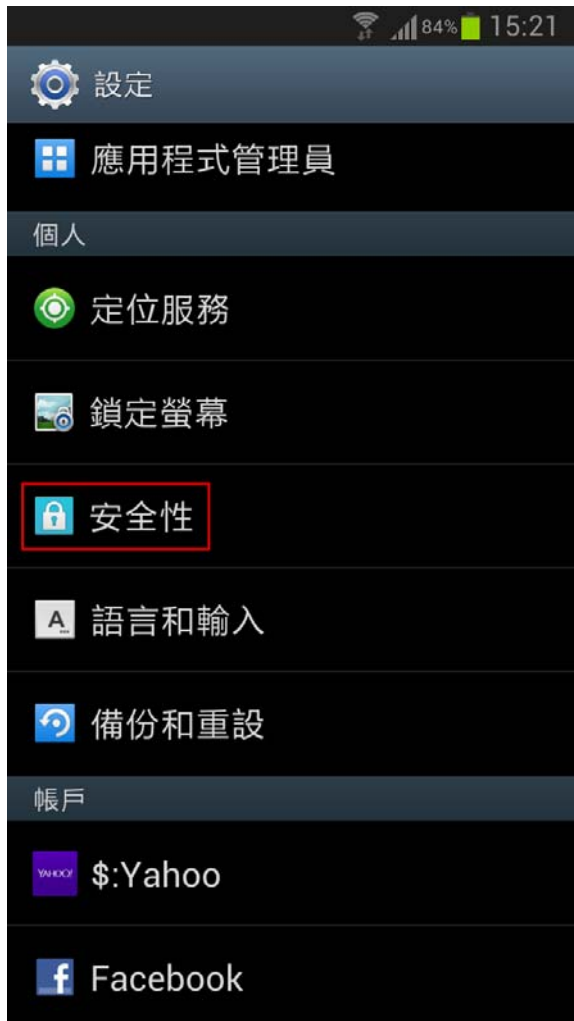 84% 15:21
設定
應用程式管理員
個人
定位服務
鎖定螢幕
安全性
A
語言和輸入
備份和重設
帳戶
YAHOO! $:Yahoo
f Facebook